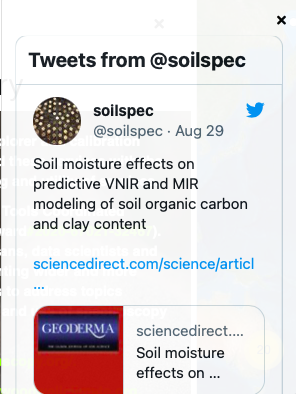 Tweets from @soilspec
soilspec
@soilspec · Aug 29
Soil moisture effects on
predictive VNIR and MIR
modeling of soil organic carbon
and clay content
sciencedirect.com/science/articl
...
GEODERMA
sciencedirect....
Soil moisture
effects on ...